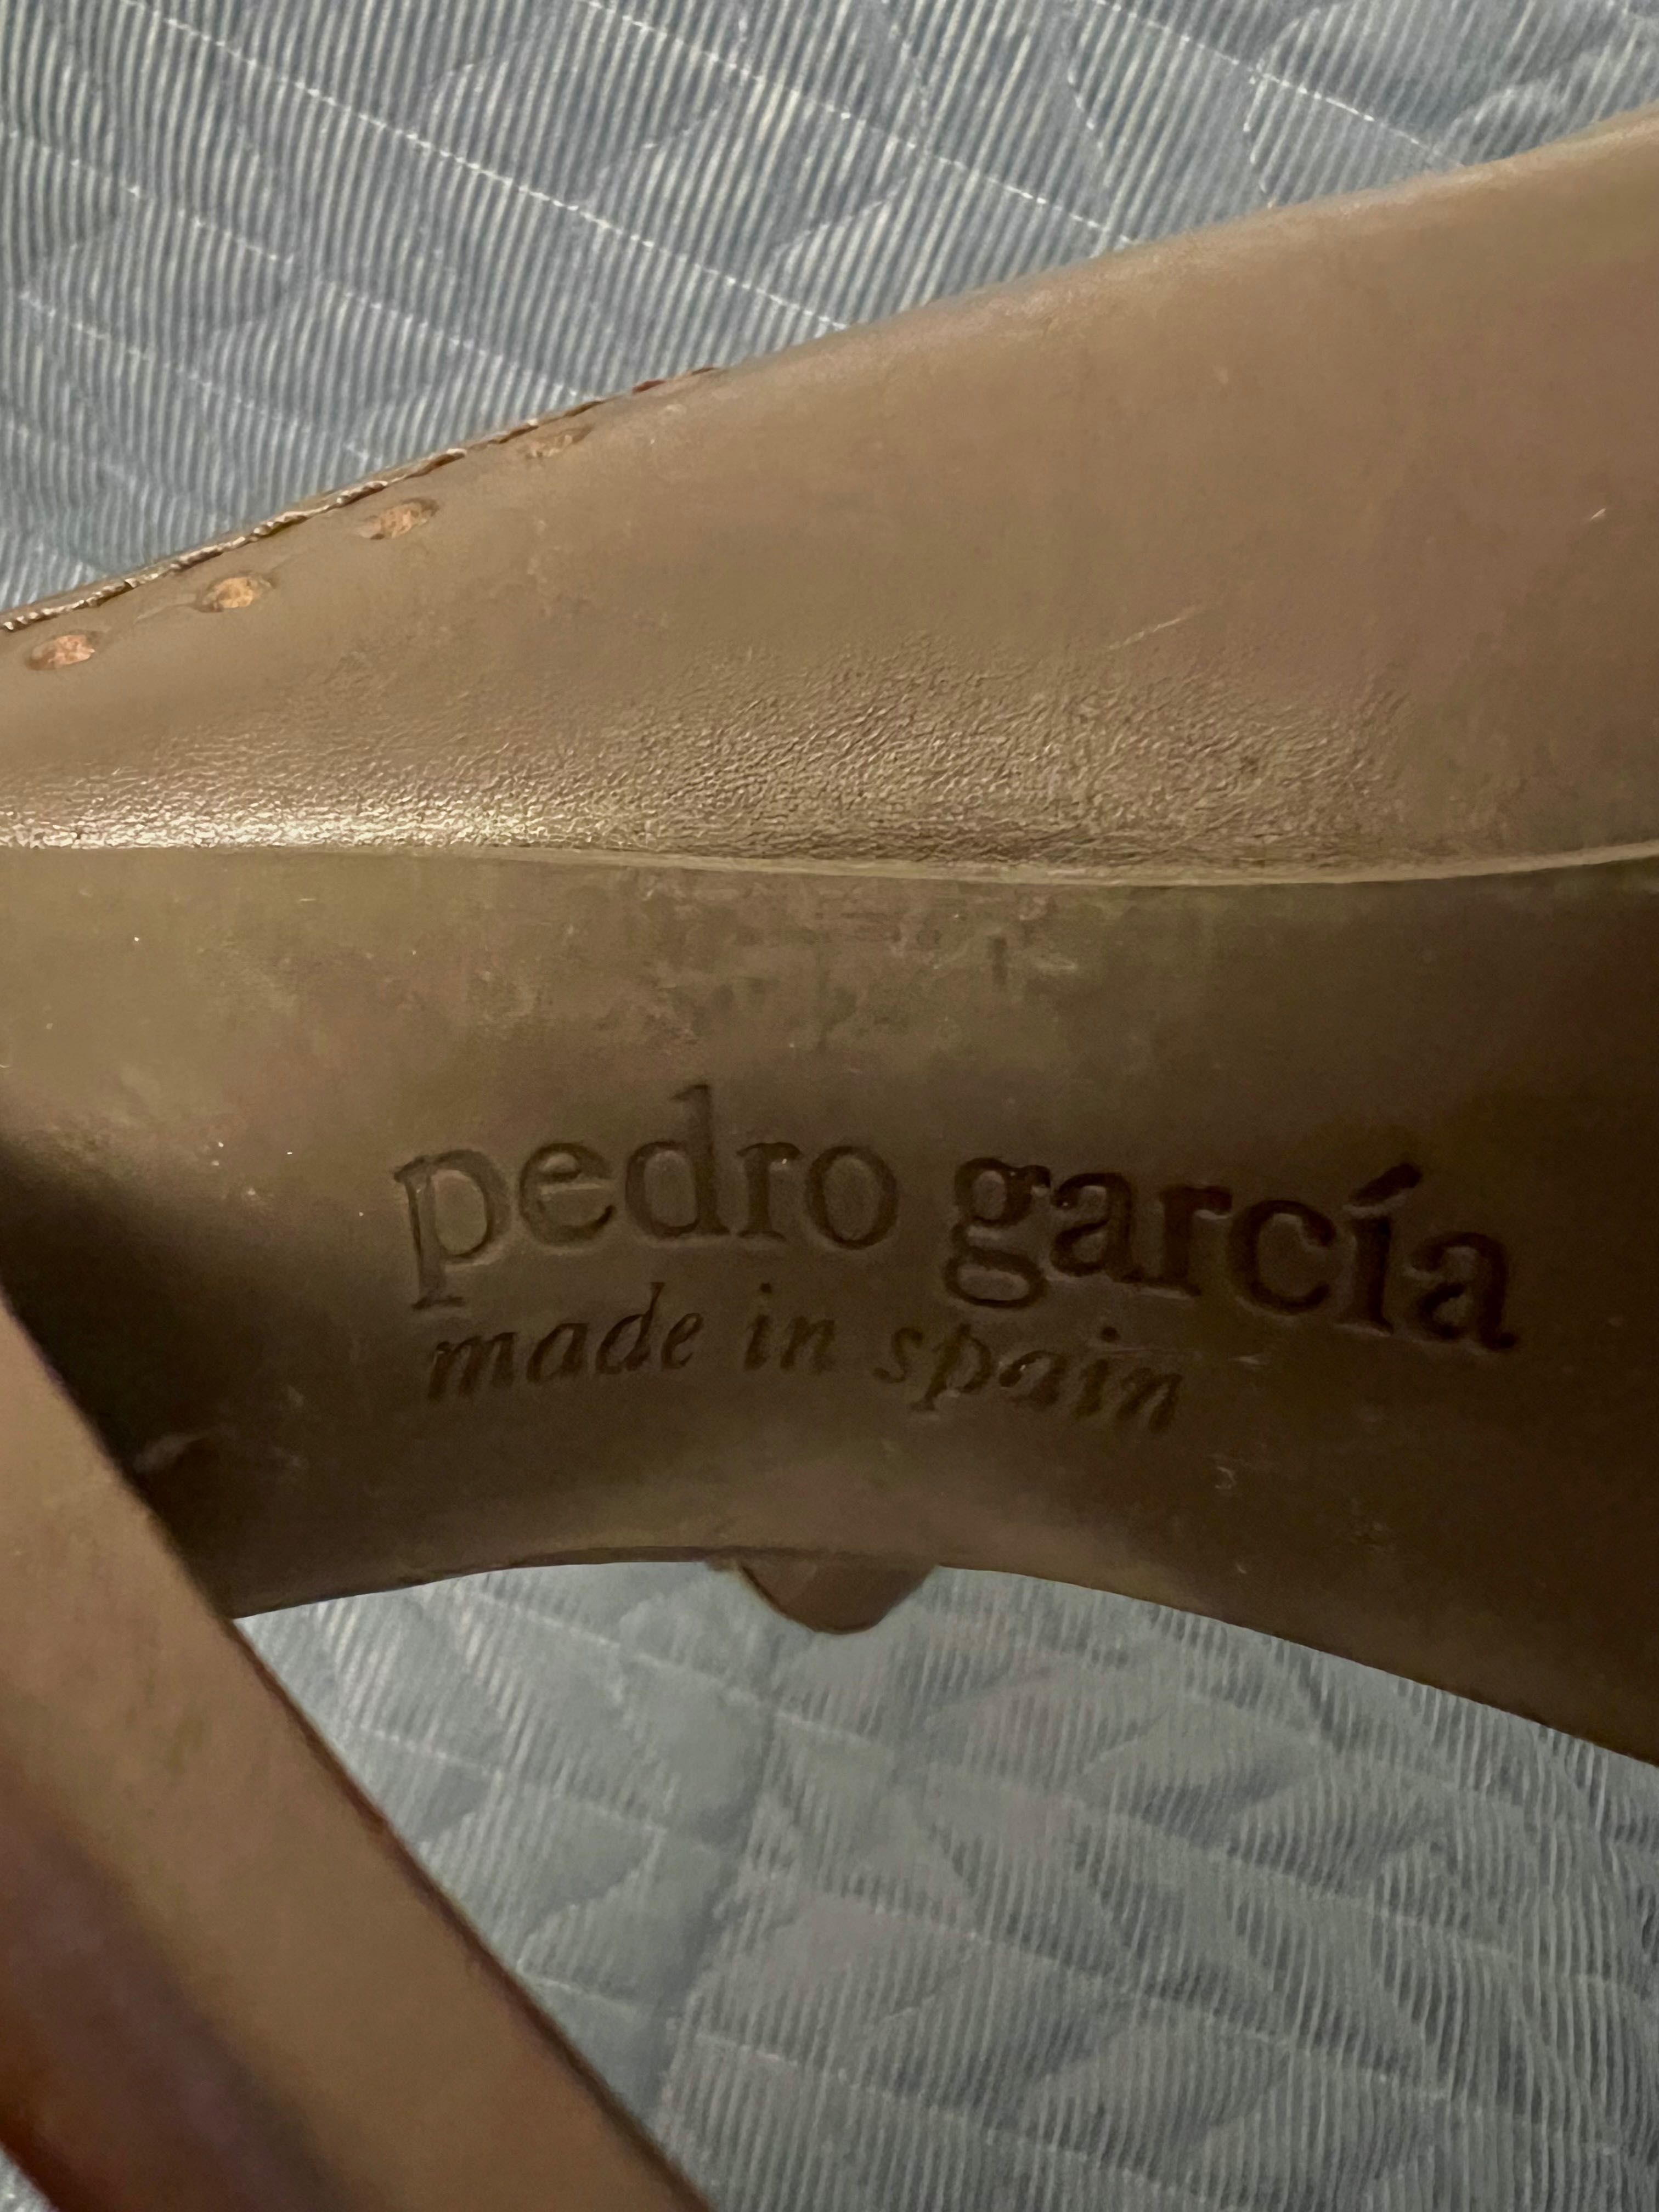 pedro garcía
made in spain